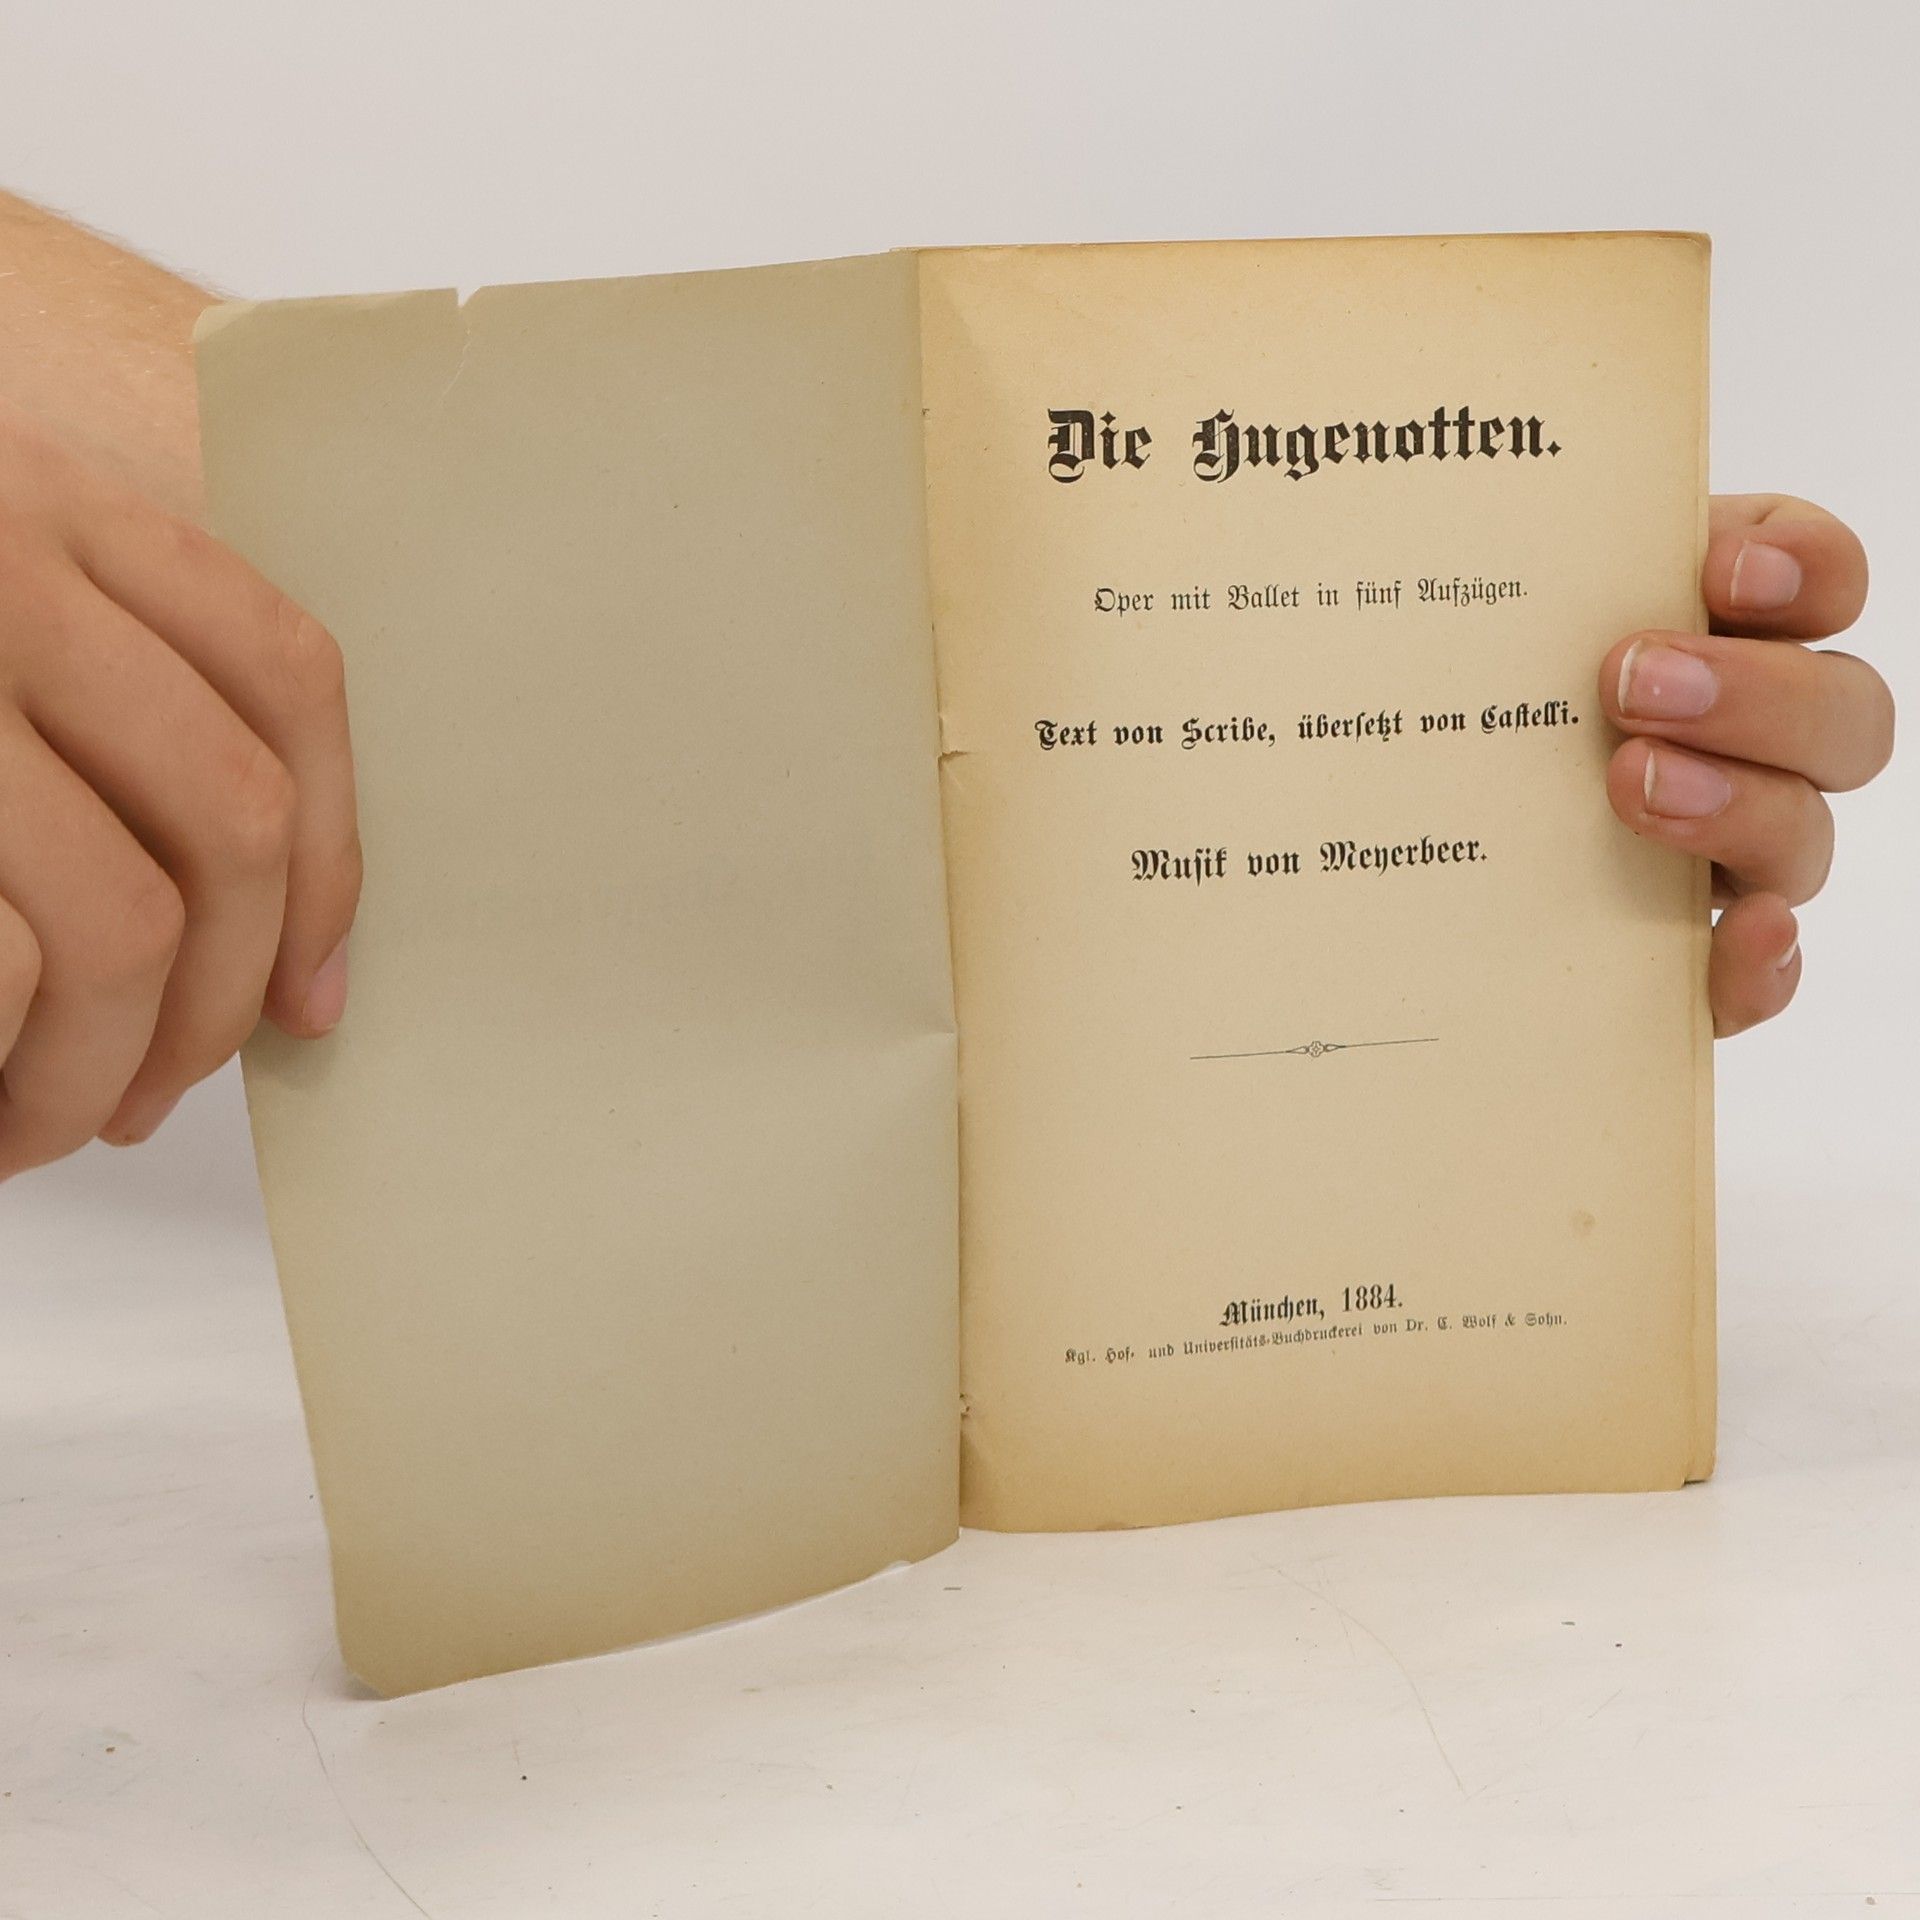 Die Hugenotten.
Oper mit Ballet in fünf Aufzügen.
Text von Scribe, überſetzt von Caſtelli.
Muſik von Meyerbeer.
München, 1884.
Kgl. Hof- und Univerſitäts-Buchdruckerei von Dr. C. Wolf & Sohn.